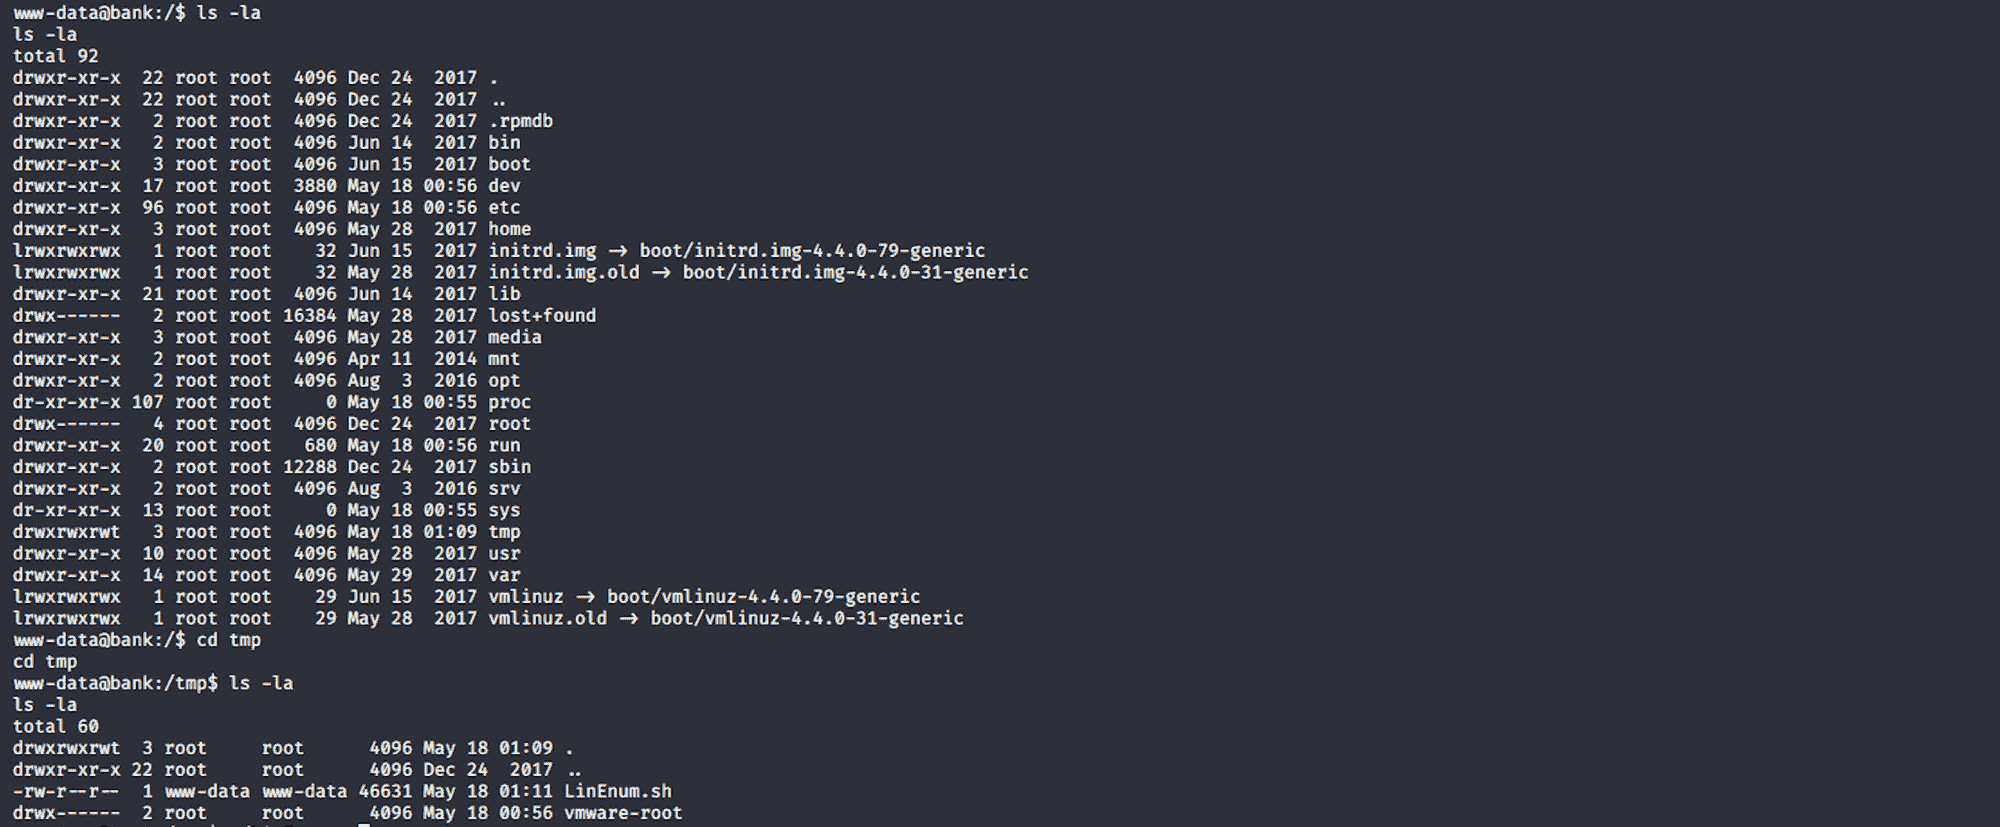 www-data@bank:/$ ls -la
ls -la
total 92
drwxr-xr-x  22 root root  4096 Dec 24  2017 .
drwxr-xr-x  22 root root  4096 Dec 24  2017 ..
drwxr-xr-x   2 root root  4096 Dec 24  2017 .rpmdb
drwxr-xr-x   2 root root  4096 Jun 14  2017 bin
drwxr-xr-x   3 root root  4096 Jun 15  2017 boot
drwxr-xr-x  17 root root  3880 May 18 00:56 dev
drwxr-xr-x  96 root root  4096 May 18 00:56 etc
drwxr-xr-x   3 root root  4096 May 28  2017 home
lrwxrwxrwx   1 root root    32 Jun 15  2017 initrd.img -> boot/initrd.img-4.4.0-79-generic
lrwxrwxrwx   1 root root    32 May 28  2017 initrd.img.old -> boot/initrd.img-4.4.0-31-generic
drwxr-xr-x  21 root root  4096 Jun 14  2017 lib
drwx------   2 root root 16384 May 28  2017 lost+found
drwxr-xr-x   3 root root  4096 May 28  2017 media
drwxr-xr-x   2 root root  4096 Apr 11  2014 mnt
drwxr-xr-x   2 root root  4096 Aug  3  2016 opt
dr-xr-xr-x 107 root root     0 May 18 00:55 proc
drwx------   4 root root  4096 Dec 24  2017 root
drwxr-xr-x  20 root root   680 May 18 00:56 run
drwxr-xr-x   2 root root 12288 Dec 24  2017 sbin
drwxr-xr-x   2 root root  4096 Aug  3  2016 srv
dr-xr-xr-x  13 root root     0 May 18 00:55 sys
drwxrwxrwt   3 root root  4096 May 18 01:09 tmp
drwxr-xr-x  10 root root  4096 May 28  2017 usr
drwxr-xr-x  14 root root  4096 May 29  2017 var
lrwxrwxrwx   1 root root    29 Jun 15  2017 vmlinuz -> boot/vmlinuz-4.4.0-79-generic
lrwxrwxrwx   1 root root    29 May 28  2017 vmlinuz.old -> boot/vmlinuz-4.4.0-31-generic
www-data@bank:/$ cd tmp
cd tmp
www-data@bank:/tmp$ ls -la
ls -la
total 60
drwxrwxrwt  3 root     root      4096 May 18 01:09 .
drwxr-xr-x 22 root     root      4096 Dec 24  2017 ..
-rw-r--r--  1 www-data www-data 46631 May 18 01:11 LinEnum.sh
drwx------  2 root     root      4096 May 18 00:56 vmware-root